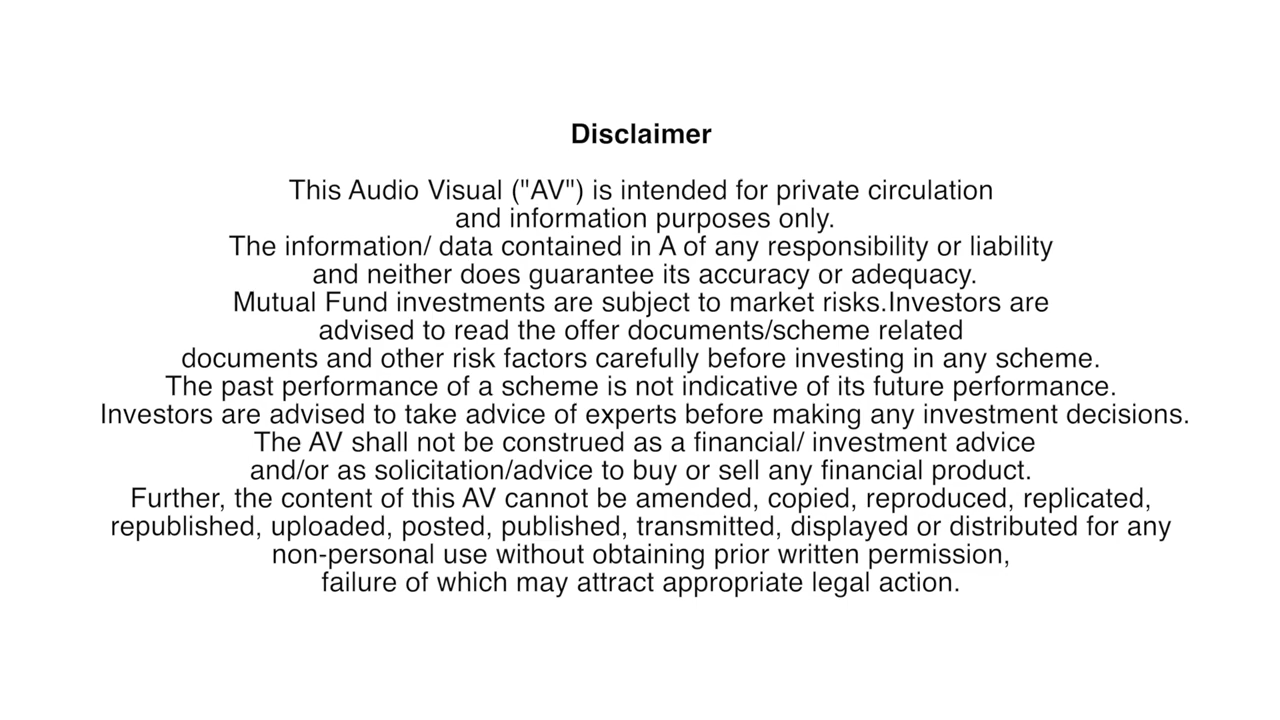 Disclaimer
This Audio Visual ("AV") is intended for private circulation
and information purposes only.
The information/ data contained in A of any responsibility or liability
and neither does guarantee its accuracy or adequacy.
Mutual Fund investments are subject to market risks.Investors are
advised to read the offer documents/scheme related
documents and other risk factors carefully before investing in any scheme.
The past performance of a scheme is not indicative of its future performance.
Investors are advised to take advice of experts before making any investment decisions.
The AV shall not be construed as a financial/ investment advice
and/or as solicitation/advice to buy or sell any financial product.
Further, the content of this AV cannot be amended, copied, reproduced, replicated,
republished, uploaded, posted, published, transmitted, displayed or distributed for any
non-personal use without obtaining prior written permission,
failure of which may attract appropriate legal action.